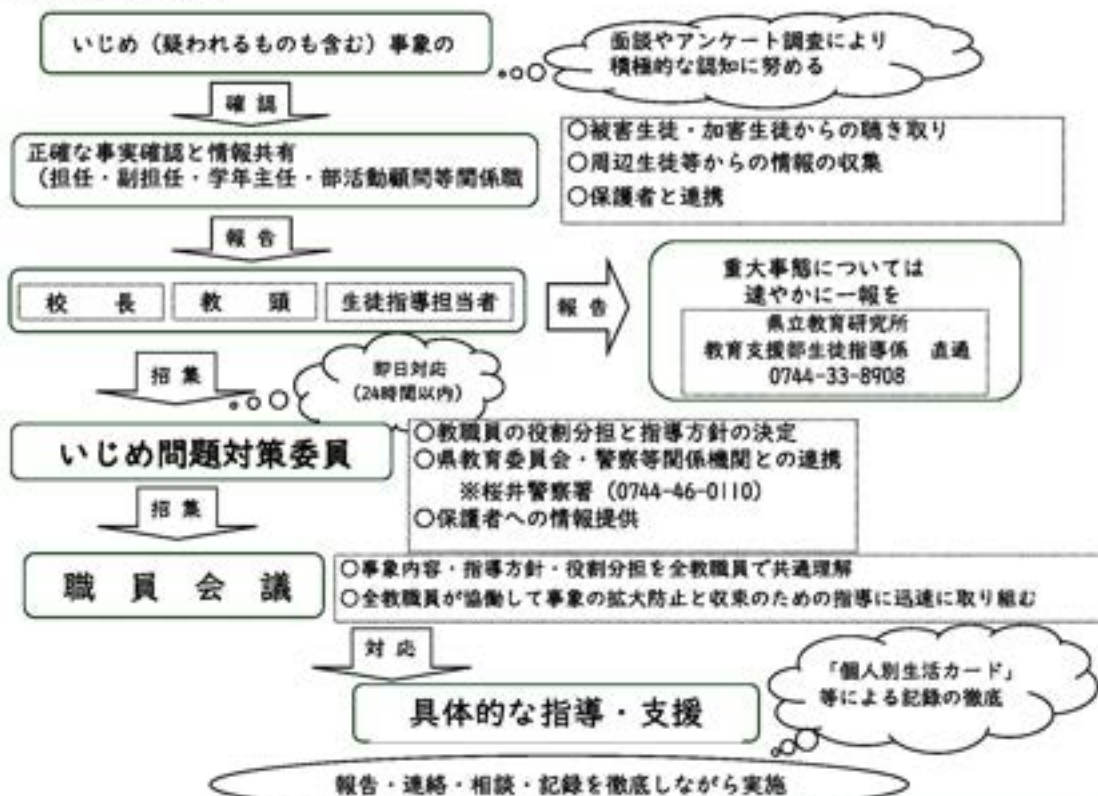 いじめ（疑われるものも含む）事象の
面談やアンケート調査により
積極的な認知に努める
確 認
正確な事実確認と情報共有
（担任・副担任・学年主任・部活動顧問等関係職
○被害生徒・加害生徒からの聴き取り
○周辺生徒等からの情報の収集
○保護者と連携
報 告
校 長
教 頭
生徒指導担当者
報 告
重大事態については
速やかに一報を
県立教育研究所
教育支援部生徒指導係 直通
0744-33-8908
招 集
即日対応
（24時間以内）
いじめ問題対策委員
○教職員の役割分担と指導方針の決定
○県教育委員会・警察等関係機関との連携
※桜井警察署（0744-46-0110）
○保護者への情報提供
招 集
職 員 会 議
○事象内容・指導方針・役割分担を全教職員で共通理解
○全教職員が協働して事象の拡大防止と収束のための指導に迅速に取り組む
対 応
具体的な指導・支援
「個人別生活カード」
等による記録の徹底
報告・連絡・相談・記録を徹底しながら実施